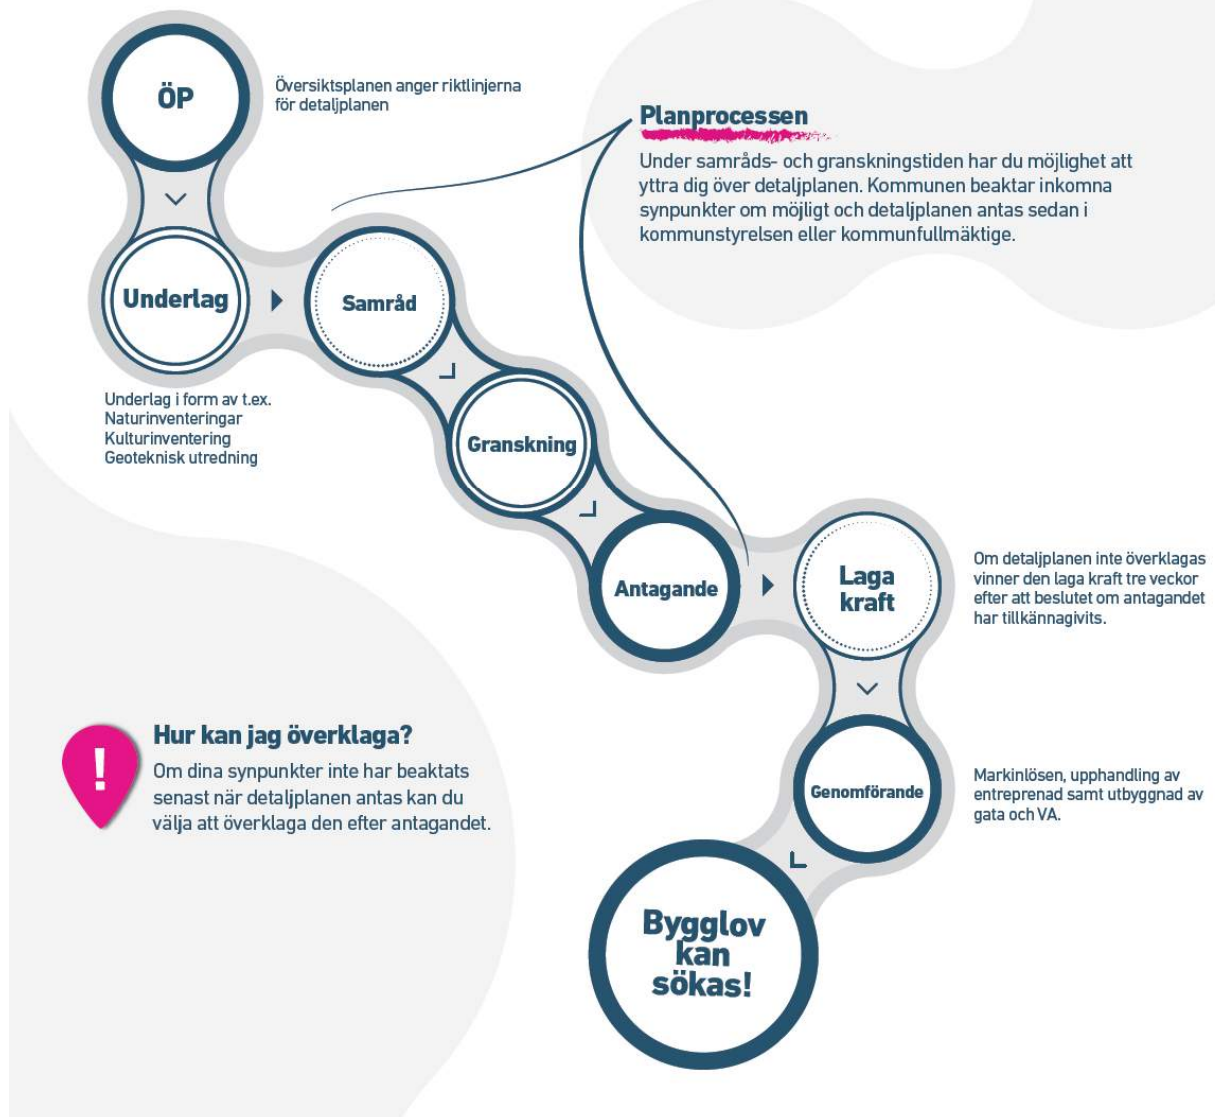 ÖP
Översiktsplanen anger riktlinjerna
för detaljplanen
Planprocessen
Under samråds- och granskningstiden har du möjlighet att
yttra dig över detaljplanen. Kommunen beaktar inkomna
synpunkter om möjligt och detaljplanen antas sedan i
kommunstyrelsen eller kommunfullmäktige.
Underlag
Underlag i form av t.ex.
Naturinventeringar
Kulturinventering
Geoteknisk utredning
Samråd
Granskning
Antagande
Laga
kraft
Om detaljplanen inte överklagas
vinner den laga kraft tre veckor
efter att beslutet om antagandet
har tillkännagivits.
Genomförande
Markinlösen, upphandling av
entreprenad samt utbyggnad av
gata och VA.
Bygglov
kan
sökas!
!
Hur kan jag överklaga?
Om dina synpunkter inte har beaktats
senast när detaljplanen antas kan du
välja att överklaga den efter antagandet.